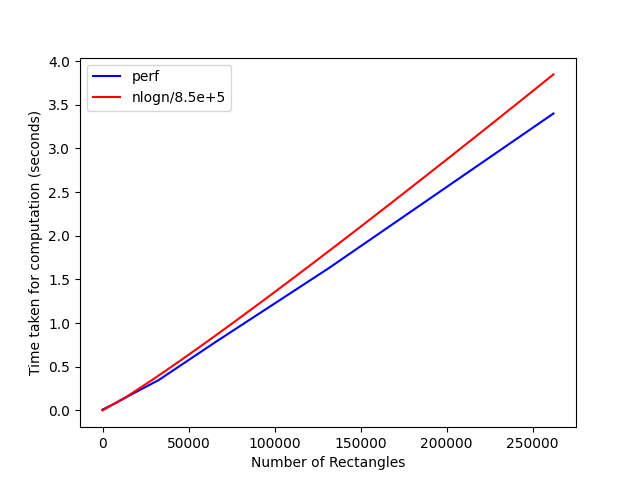 perf
nlogn/8.5e+5
Time taken for computation (seconds)
4.0
3.5
3.0
2.5
2.0
1.5
1.0
0.5
0.0
0 50000 100000 150000 200000 250000
Number of Rectangles